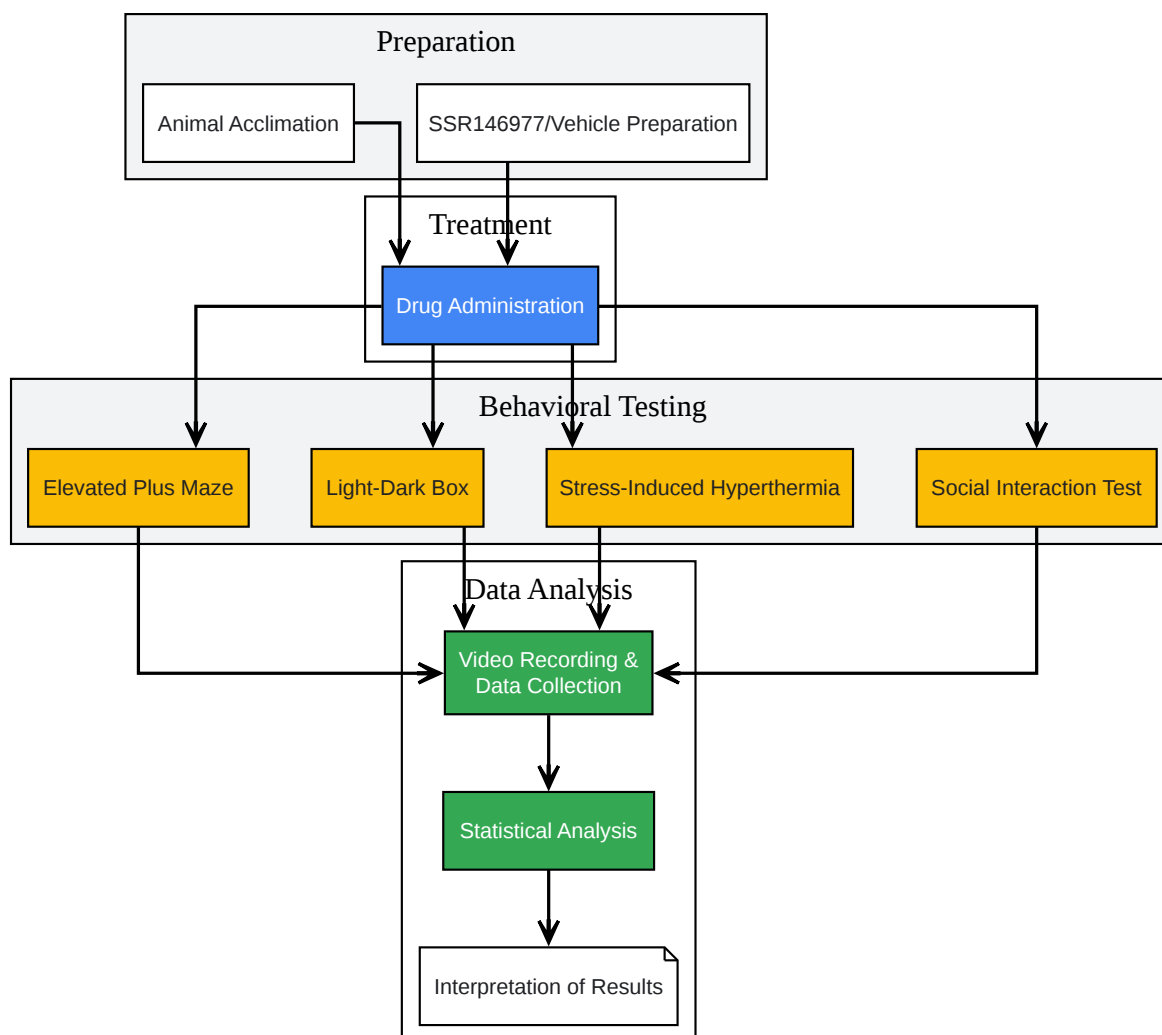 Preparation
Animal Acclimation
SSR146977/Vehicle Preparation
Treatment
Drug Administration
Behavioral Testing
Elevated Plus Maze
Light-Dark Box
Stress-Induced Hyperthermia
Social Interaction Test
Data Analysis
Video Recording &
Data Collection
Statistical Analysis
Interpretation of Results